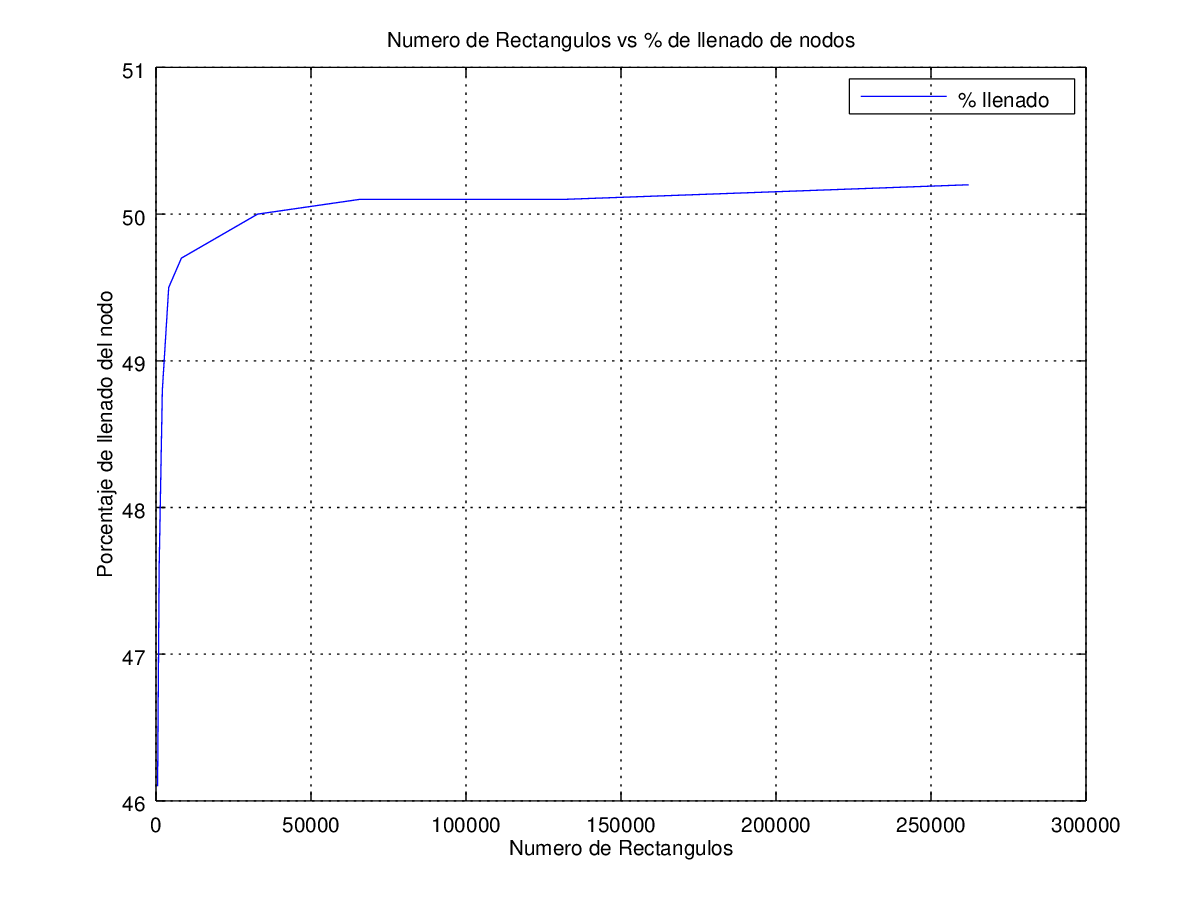 Numero de Rectangulos vs % de llenado de nodos
% llenado
Porcentaje de llenado del nodo
51
50
49
48
47
46
0 50000 100000 150000 200000 250000 300000
Numero de Rectangulos